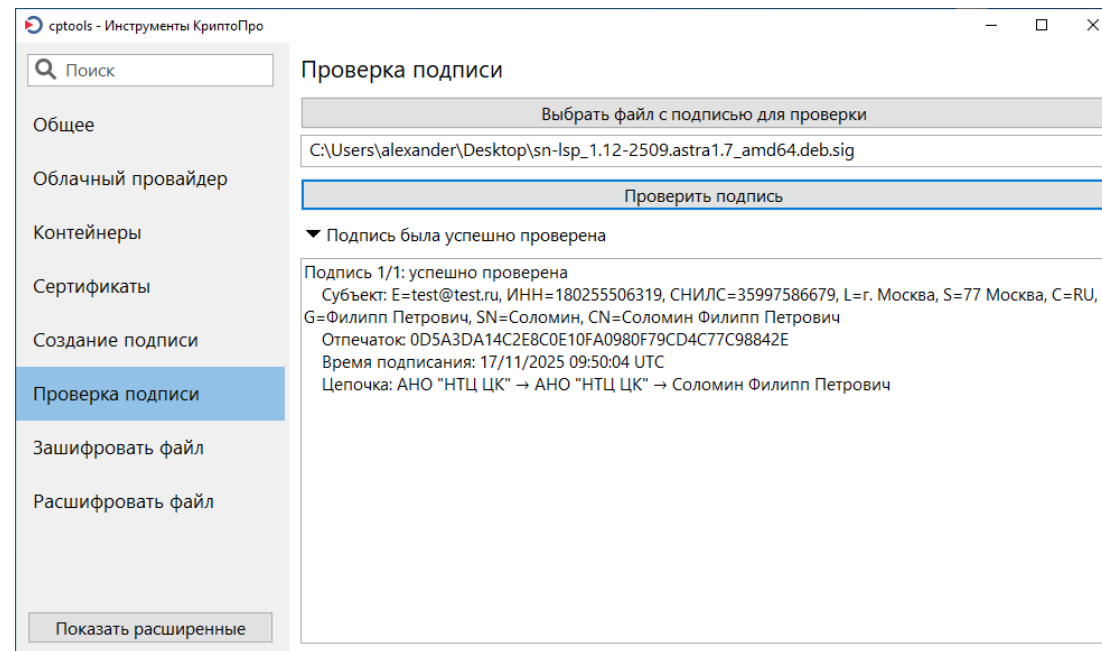 cptools - Инструменты КриптоПро
Поиск
Общее
Облачный провайдер
Контейнеры
Сертификаты
Создание подписи
Проверка подписи
Зашифровать файл
Расшифровать файл
Показать расширенные
Проверка подписи
Выбрать файл с подписью для проверки
C:\Users\alexander\Desktop\sn-lsp_1.12-2509.astra1.7_amd64.deb.sig
Проверить подпись
Подпись была успешно проверена
Подпись 1/1: успешно проверена
Субъект: E=test@test.ru, ИНН=180255506319, СНИЛС=35997586679, L=г. Москва, S=77 Москва, C=RU,
G=Филипп Петрович, SN=Соломин, CN=Соломин Филипп Петрович
Отпечаток: 0D5A3DA14C2E8C0E10FA0980F79CD4C77C98842E
Время подписания: 17/11/2025 09:50:04 UTC
Цепочка: АНО "НТЦ ЦК" → АНО "НТЦ ЦК" → Соломин Филипп Петрович